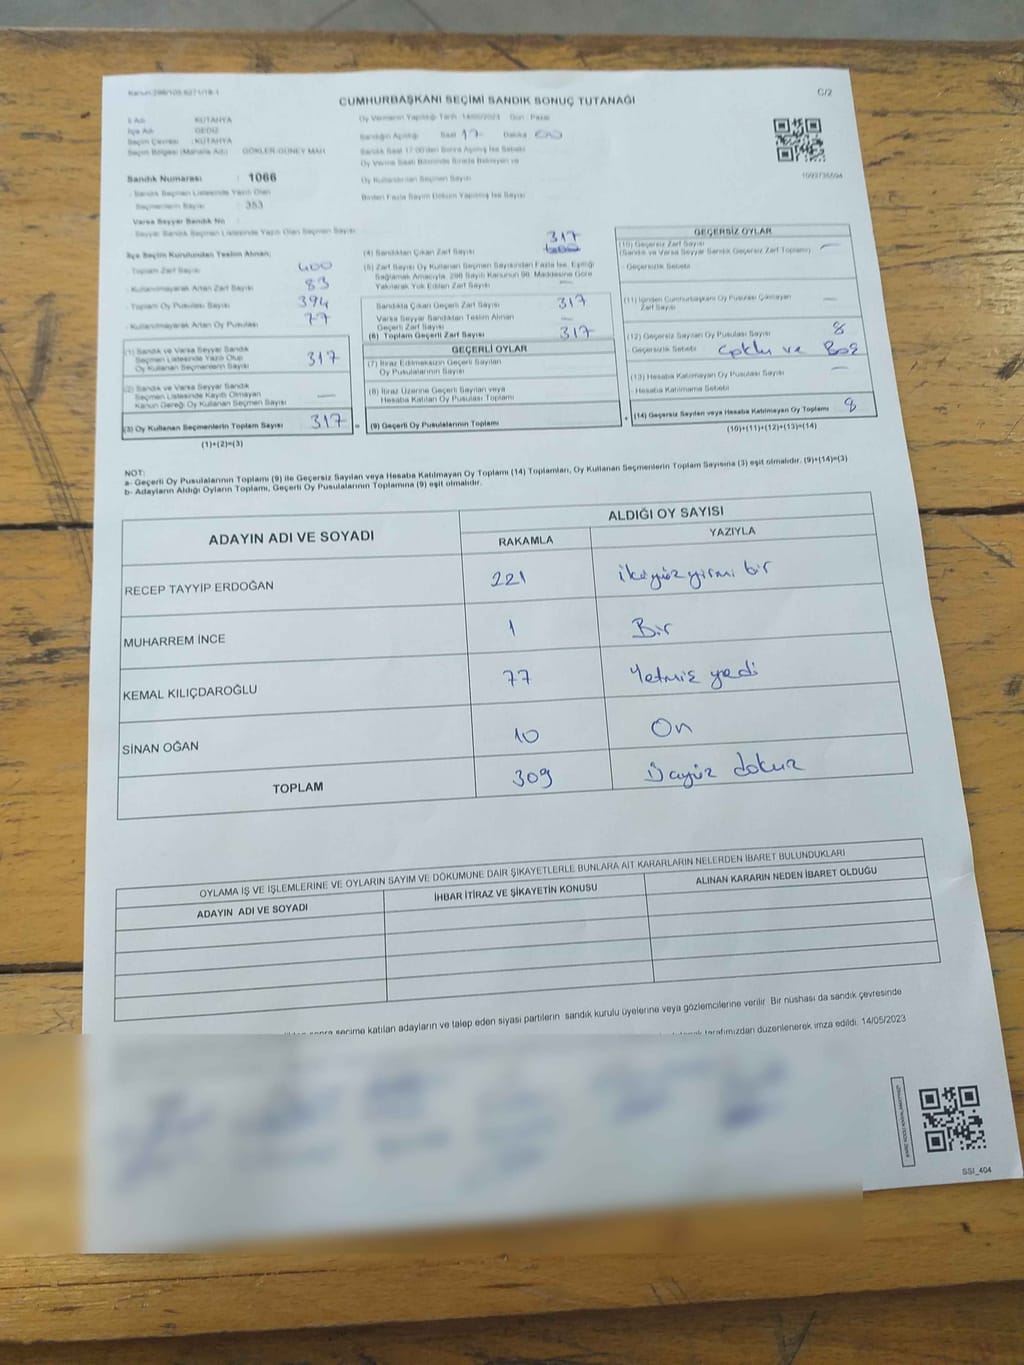 Kanun:298/105-6271/18-1
C/2
CUMHURBAŞKANI SEÇİMİ SANDIK SONUÇ TUTANAĞI
İl Adı : KÜTAHYA
İlçe Adı : GEDİZ
Seçim Çevresi : KÜTAHYA
Seçim Bölgesi (Mahalle Adı) : GÖKLER-GÜNEY MAH.
Sandık Numarası : 1066
Sandık Seçmen Listesinde Yazılı Olan
Seçmenlerin Sayısı : 353
Varsa Seyyar Sandık No
Seyyar Sandık Seçmen Listesinde Yazılı Olan Seçmen Sayısı
Oy Vermenin Yapıldığı Tarih 14/05/2023 Gün: Pazar
Sandığın Açıldığı Saat 17 Dakika 00
Sandık Saat 17:00'den Sonra Açılmış İse Sebebi
Oy Verme Saati Bitiminde Sırada Bekleyen ve
Oy Kullandırılan Seçmen Sayısı
Birden Fazla Sayım Döküm Yapılmış İse Sayısı
1093735594
İlçe Seçim Kurulundan Teslim Alınan;
Toplam Zarf Sayısı 400
Kullanılmayarak Artan Zarf Sayısı 83
Toplam Oy Pusulası Sayısı 394
Kullanılmayarak Artan Oy Pusulası 77
(1) Sandık ve Varsa Seyyar Sandık
Seçmen Listesinde Yazılı Olup
Oy Kullanan Seçmenlerin Sayısı 317
(2) Sandık ve Varsa Seyyar Sandık
Seçmen Listesinde Kayıtlı Olmayan
Kanun Gereği Oy Kullanan Seçmen Sayısı —
(3) Oy Kullanan Seçmenlerin Toplam Sayısı 317 =
(1)+(2)=(3)
317
(4) Sandıktan Çıkan Zarf Sayısı
(5) Zarf Sayısı Oy Kullanan Seçmen Sayısından Fazla İse, Eşitliği
Sağlamak Amacıyla, 298 Sayılı Kanunun 98. Maddesine Göre
Yakılarak Yok Edilen Zarf Sayısı —
Sandıkta Çıkan Geçerli Zarf Sayısı 317
Varsa Seyyar Sandıktan Teslim Alınan
Geçerli Zarf Sayısı —
(6) Toplam Geçerli Zarf Sayısı 317
GEÇERLİ OYLAR
(7) İtiraz Edilmeksizin Geçerli Sayılan
Oy Pusulalarının Sayısı
(8) İtiraz Üzerine Geçerli Sayılan veya
Hesaba Katılan Oy Pusulası Toplamı
(9) Geçerli Oy Pusulalarının Toplamı +
GEÇERSİZ OYLAR
(10) Geçersiz Zarf Sayısı —
(Sandık ve Varsa Seyyar Sandık Geçersiz Zarf Toplamı)
Geçersizlik Sebebi
(11) İçinden Cumhurbaşkanı Oy Pusulası Çıkmayan
Zarf Sayısı —
(12) Geçersiz Sayılan Oy Pusulası Sayısı 8
Geçersizlik Sebebi Çoklu ve Boş
(13) Hesaba Katılmayan Oy Pusulası Sayısı —
Hesaba Katılmama Sebebi
(14) Geçersiz Sayılan veya Hesaba Katılmayan Oy Toplamı 8
(10)+(11)+(12)+(13)=(14)
NOT:
a- Geçerli Oy Pusulalarının Toplamı (9) ile Geçersiz Sayılan veya Hesaba Katılmayan Oy Toplamı (14) Toplamları, Oy Kullanan Seçmenlerin Toplam Sayısına (3) eşit olmalıdır. (9)+(14)=(3)
b- Adayların Aldığı Oyların Toplamı, Geçerli Oy Pusulalarının Toplamına (9) eşit olmalıdır.
ADAYIN ADI VE SOYADI
ALDIĞI OY SAYISI
RAKAMLA YAZIYLA
RECEP TAYYİP ERDOĞAN 221 ikiyüz yirmi bir
MUHARREM İNCE 1 Bir
KEMAL KILIÇDAROĞLU 77 Yetmiş yedi
SİNAN OĞAN 10 On
TOPLAM 309 Üçyüz dokuz
OYLAMA İŞ VE İŞLEMLERİNE VE OYLARIN SAYIM VE DÖKÜMÜNE DAİR ŞİKAYETLERLE BUNLARA AİT KARARLARIN NELERDEN İBARET BULUNDUKLARI
ADAYIN ADI VE SOYADI İHBAR İTİRAZ VE ŞİKAYETİN KONUSU ALINAN KARARIN NEDEN İBARET OLDUĞU
sonra seçime katılan adayların ve talep eden siyasi partilerin sandık kurulu üyelerine veya gözlemcilerine verilir. Bir nüshası da sandık çevresinde
tarafımızdan düzenlenerek imza edildi. 14/05/2023
SSI_404